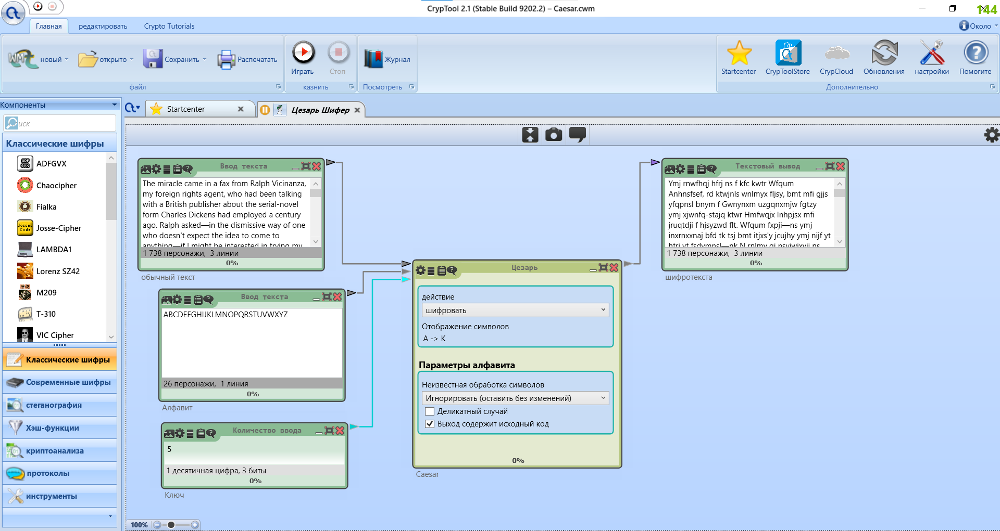 CrypTool 2.1 (Stable Build 9202.2) – Caesar.cwm
144
Главная
редактировать
Crypto Tutorials
Около
новый
открыто
Сохранить
Распечатать
файл
Играть
Стоп
казнить
Журнал
Посмотреть
Startcenter
CrypToolStore
CrypCloud
Обновления
настройки
Помогите
Дополнительно
Компоненты
Startcenter
Цезарь Шифер
Классические шифры
ADFGVX
Chaocipher
Fialka
Josse-Cipher
LAMBDA1
Lorenz SZ42
M209
T-310
VIC Cipher
Классические шифры
Современные шифры
стеганография
Хэш-функции
криптоанализа
протоколы
инструменты
Ввод текста
The miracle came in a fax from Ralph Vicinanza,
my foreign rights agent, who had been talking
with a British publisher about the serial-novel
form Charles Dickens had employed a century
ago. Ralph asked—in the dismissive way of one
who doesn't expect the idea to come to
anything—if I might be interested in trying my
1 738 персонажи, 3 линии
0%
обычный текст
Ввод текста
ABCDEFGHIJKLMNOPQRSTUVWXYZ
26 персонажи, 1 линия
0%
Алфавит
Количество ввода
5
1 десятичная цифра, 3 биты
0%
Ключ
Цезарь
действие
шифровать
Отображение символов
A -> K
Параметры алфавита
Неизвестная обработка символов
Игнорировать (оставить без изменений)
Деликатный случай
Выход содержит исходный код
0%
Caesar
Текстовый вывод
Ymj rnwfhqj hfrj ns f kfc kwtr Wfqum
Anhnsfsef, rd ktwjnls wnlmyx fljsy, bmt mfi gjjs
yfqpnsl bnym f Gwnynxm uzgqnxmjw fgtzy
ymj xjwnfq-stajq ktwr Hmfwqjx Inhpjsx mfi
jruqtdji f hjsyzwd flt. Wfqum fxpji—ns ymj
inxrnxxnaj bfd tk tsj bmt itjxs'y jcujhy ymj nijf yt
htrj yt fsdymnsl—nk N rnlmy gj nsyjwjxyji ns
1 738 персонажи, 3 линии
0%
шифротекста
100%